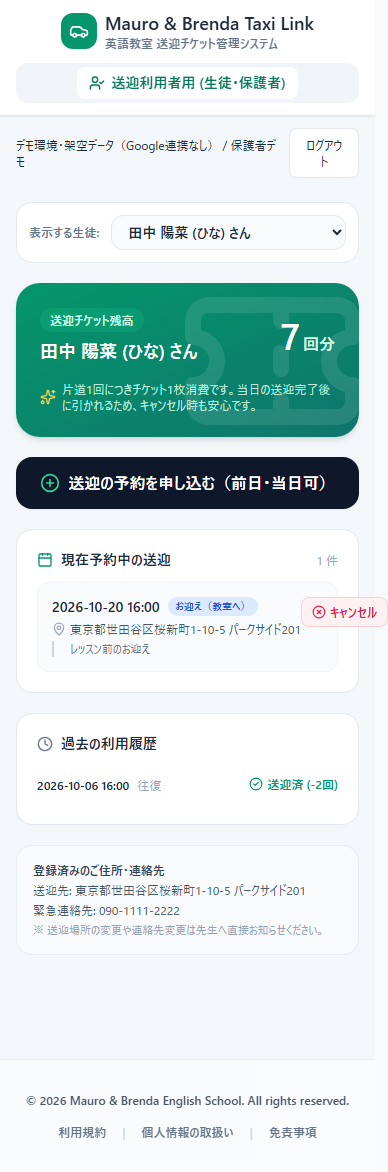 Mauro & Brenda Taxi Link
英語教室 送迎チケット管理システム
送迎利用者用 (生徒・保護者)
デモ環境・架空データ（Google連携なし） / 保護者デ
モ
ログアウ
ト
表示する生徒:
田中 陽菜 (ひな) さん
送迎チケット残高
田中 陽菜 (ひな) さん
7 回分
片道1回につきチケット1枚消費です。当日の送迎完了後
に引かれるため、キャンセル時も安心です。
送迎の予約を申し込む（前日・当日可）
現在予約中の送迎
1 件
2026-10-20 16:00 お迎え（教室へ）
キャンセル
東京都世田谷区桜新町1-10-5 パークサイド201
レッスン前のお迎え
過去の利用履歴
2026-10-06 16:00 往復
送迎済 (-2回)
登録済みのご住所・連絡先
送迎先: 東京都世田谷区桜新町1-10-5 パークサイド201
緊急連絡先: 090-1111-2222
※ 送迎場所の変更や連絡先変更は先生へ直接お知らせください。
© 2026 Mauro & Brenda English School. All rights reserved.
利用規約 | 個人情報の取扱い | 免責事項